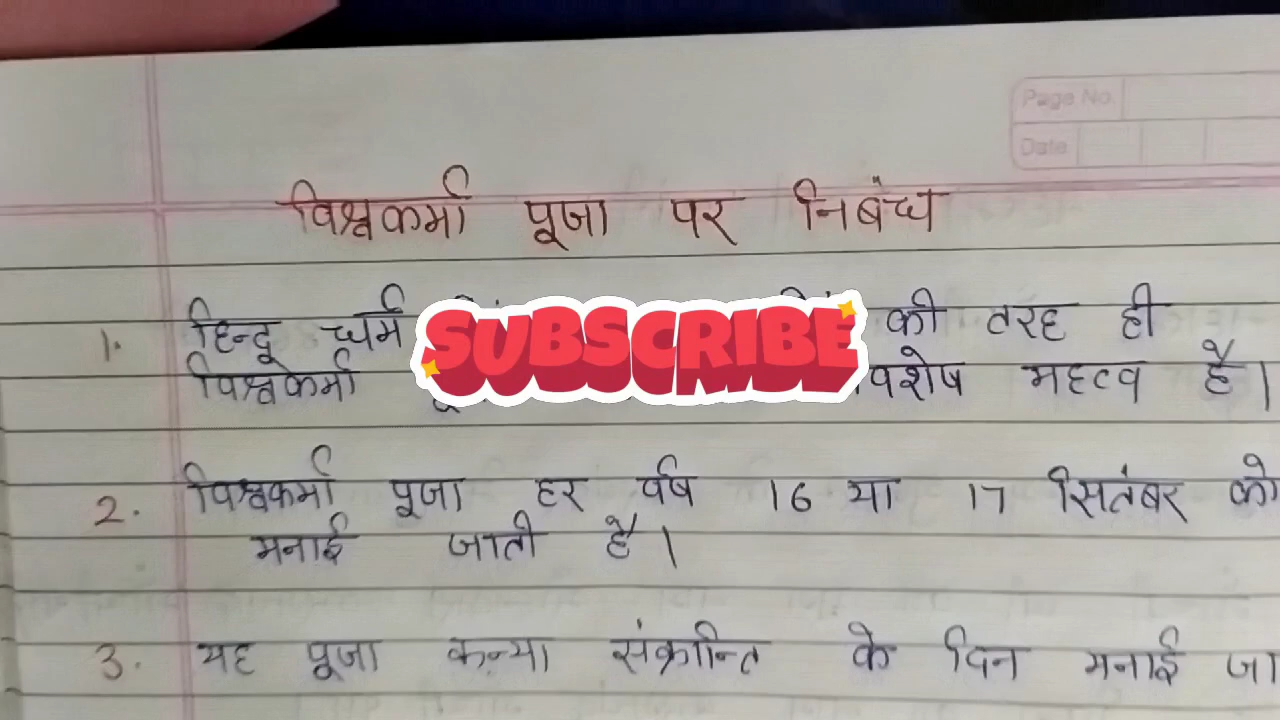 Page No.
Date
विश्वकर्मा पूजा पर निबंध
1. हिन्दू धर्म की तरह ही
SUBSCRIBE
विश्वकर्मा महत्व है।
2. विश्वकर्मा पूजा हर वर्ष 16 या 17 सितंबर को
मनाई जाती है।
3. यह पूजा कन्या संक्रान्ति के दिन मनाई जा